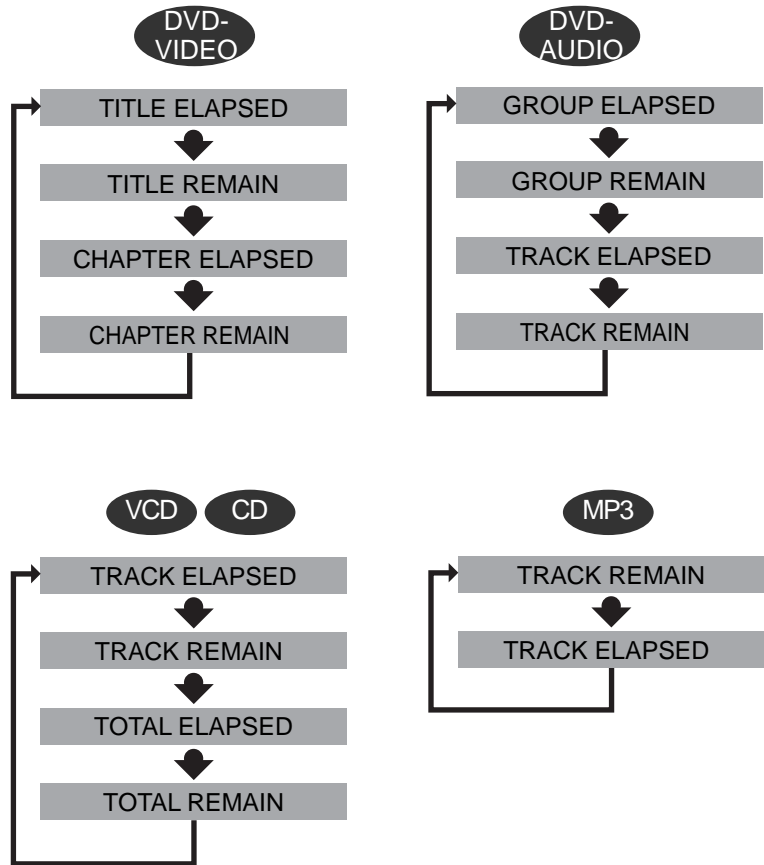 DVD-
VIDEO
TITLE ELAPSED
TITLE REMAIN
CHAPTER ELAPSED
CHAPTER REMAIN
DVD-
AUDIO
GROUP ELAPSED
GROUP REMAIN
TRACK ELAPSED
TRACK REMAIN
VCD CD
TRACK ELAPSED
TRACK REMAIN
TOTAL ELAPSED
TOTAL REMAIN
MP3
TRACK REMAIN
TRACK ELAPSED